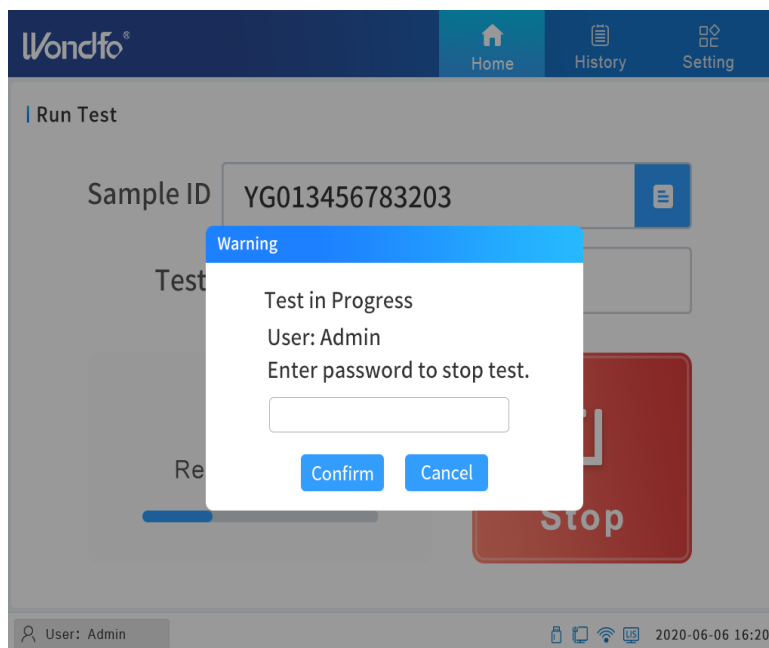 Wondfo®
Home
History
Setting
Run Test
Sample ID
YG013456783203
Warning
Test
Test in Progress
User: Admin
Enter password to stop test.
Re
Confirm
Cancel
Stop
User: Admin
LIS
2020-06-06 16:20